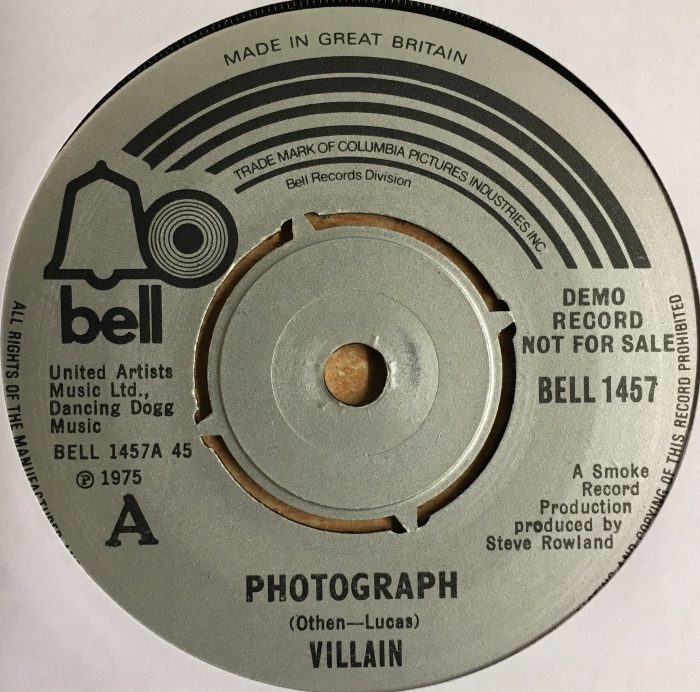 MADE IN GREAT BRITAIN
TRADE MARK OF COLUMBIA PICTURES INDUSTRIES INC
Bell Records Division
bell
DEMO
RECORD
NOT FOR SALE
BELL 1457
United Artists
Music Ltd.,
Dancing Dogg
Music
BELL 1457A 45
℗ 1975
A
A Smoke
Record
Production
produced by
Steve Rowland
PHOTOGRAPH
(Othen—Lucas)
VILLAIN
ALL RIGHTS OF THE MANUFACTURER
AND COPYING OF THIS RECORD PROHIBITED